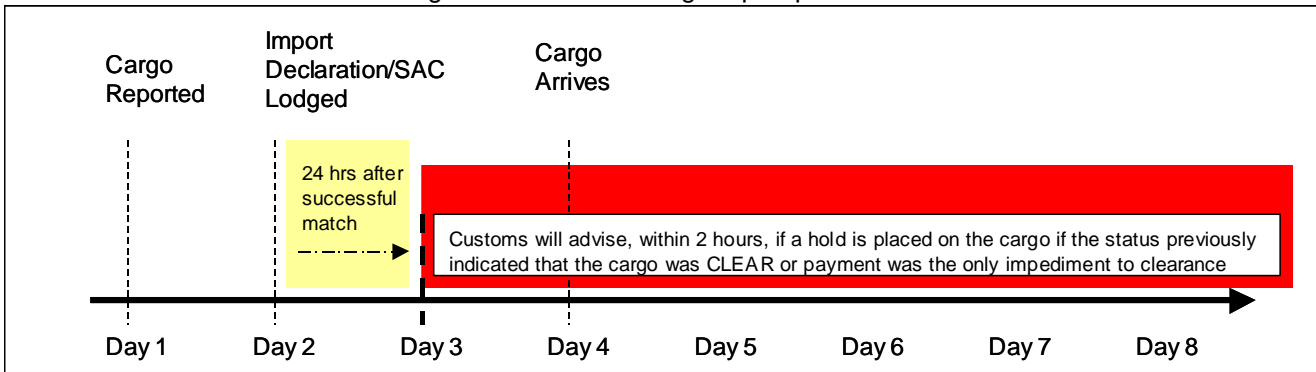 Cargo
Reported
Import
Declaration/SAC
Lodged
Cargo
Arrives
24 hrs after
successful
match
Customs will advise, within 2 hours, if a hold is placed on the cargo if the status previously
indicated that the cargo was CLEAR or payment was the only impediment to clearance
Day 1 Day 2 Day 3 Day 4 Day 5 Day 6 Day 7 Day 8